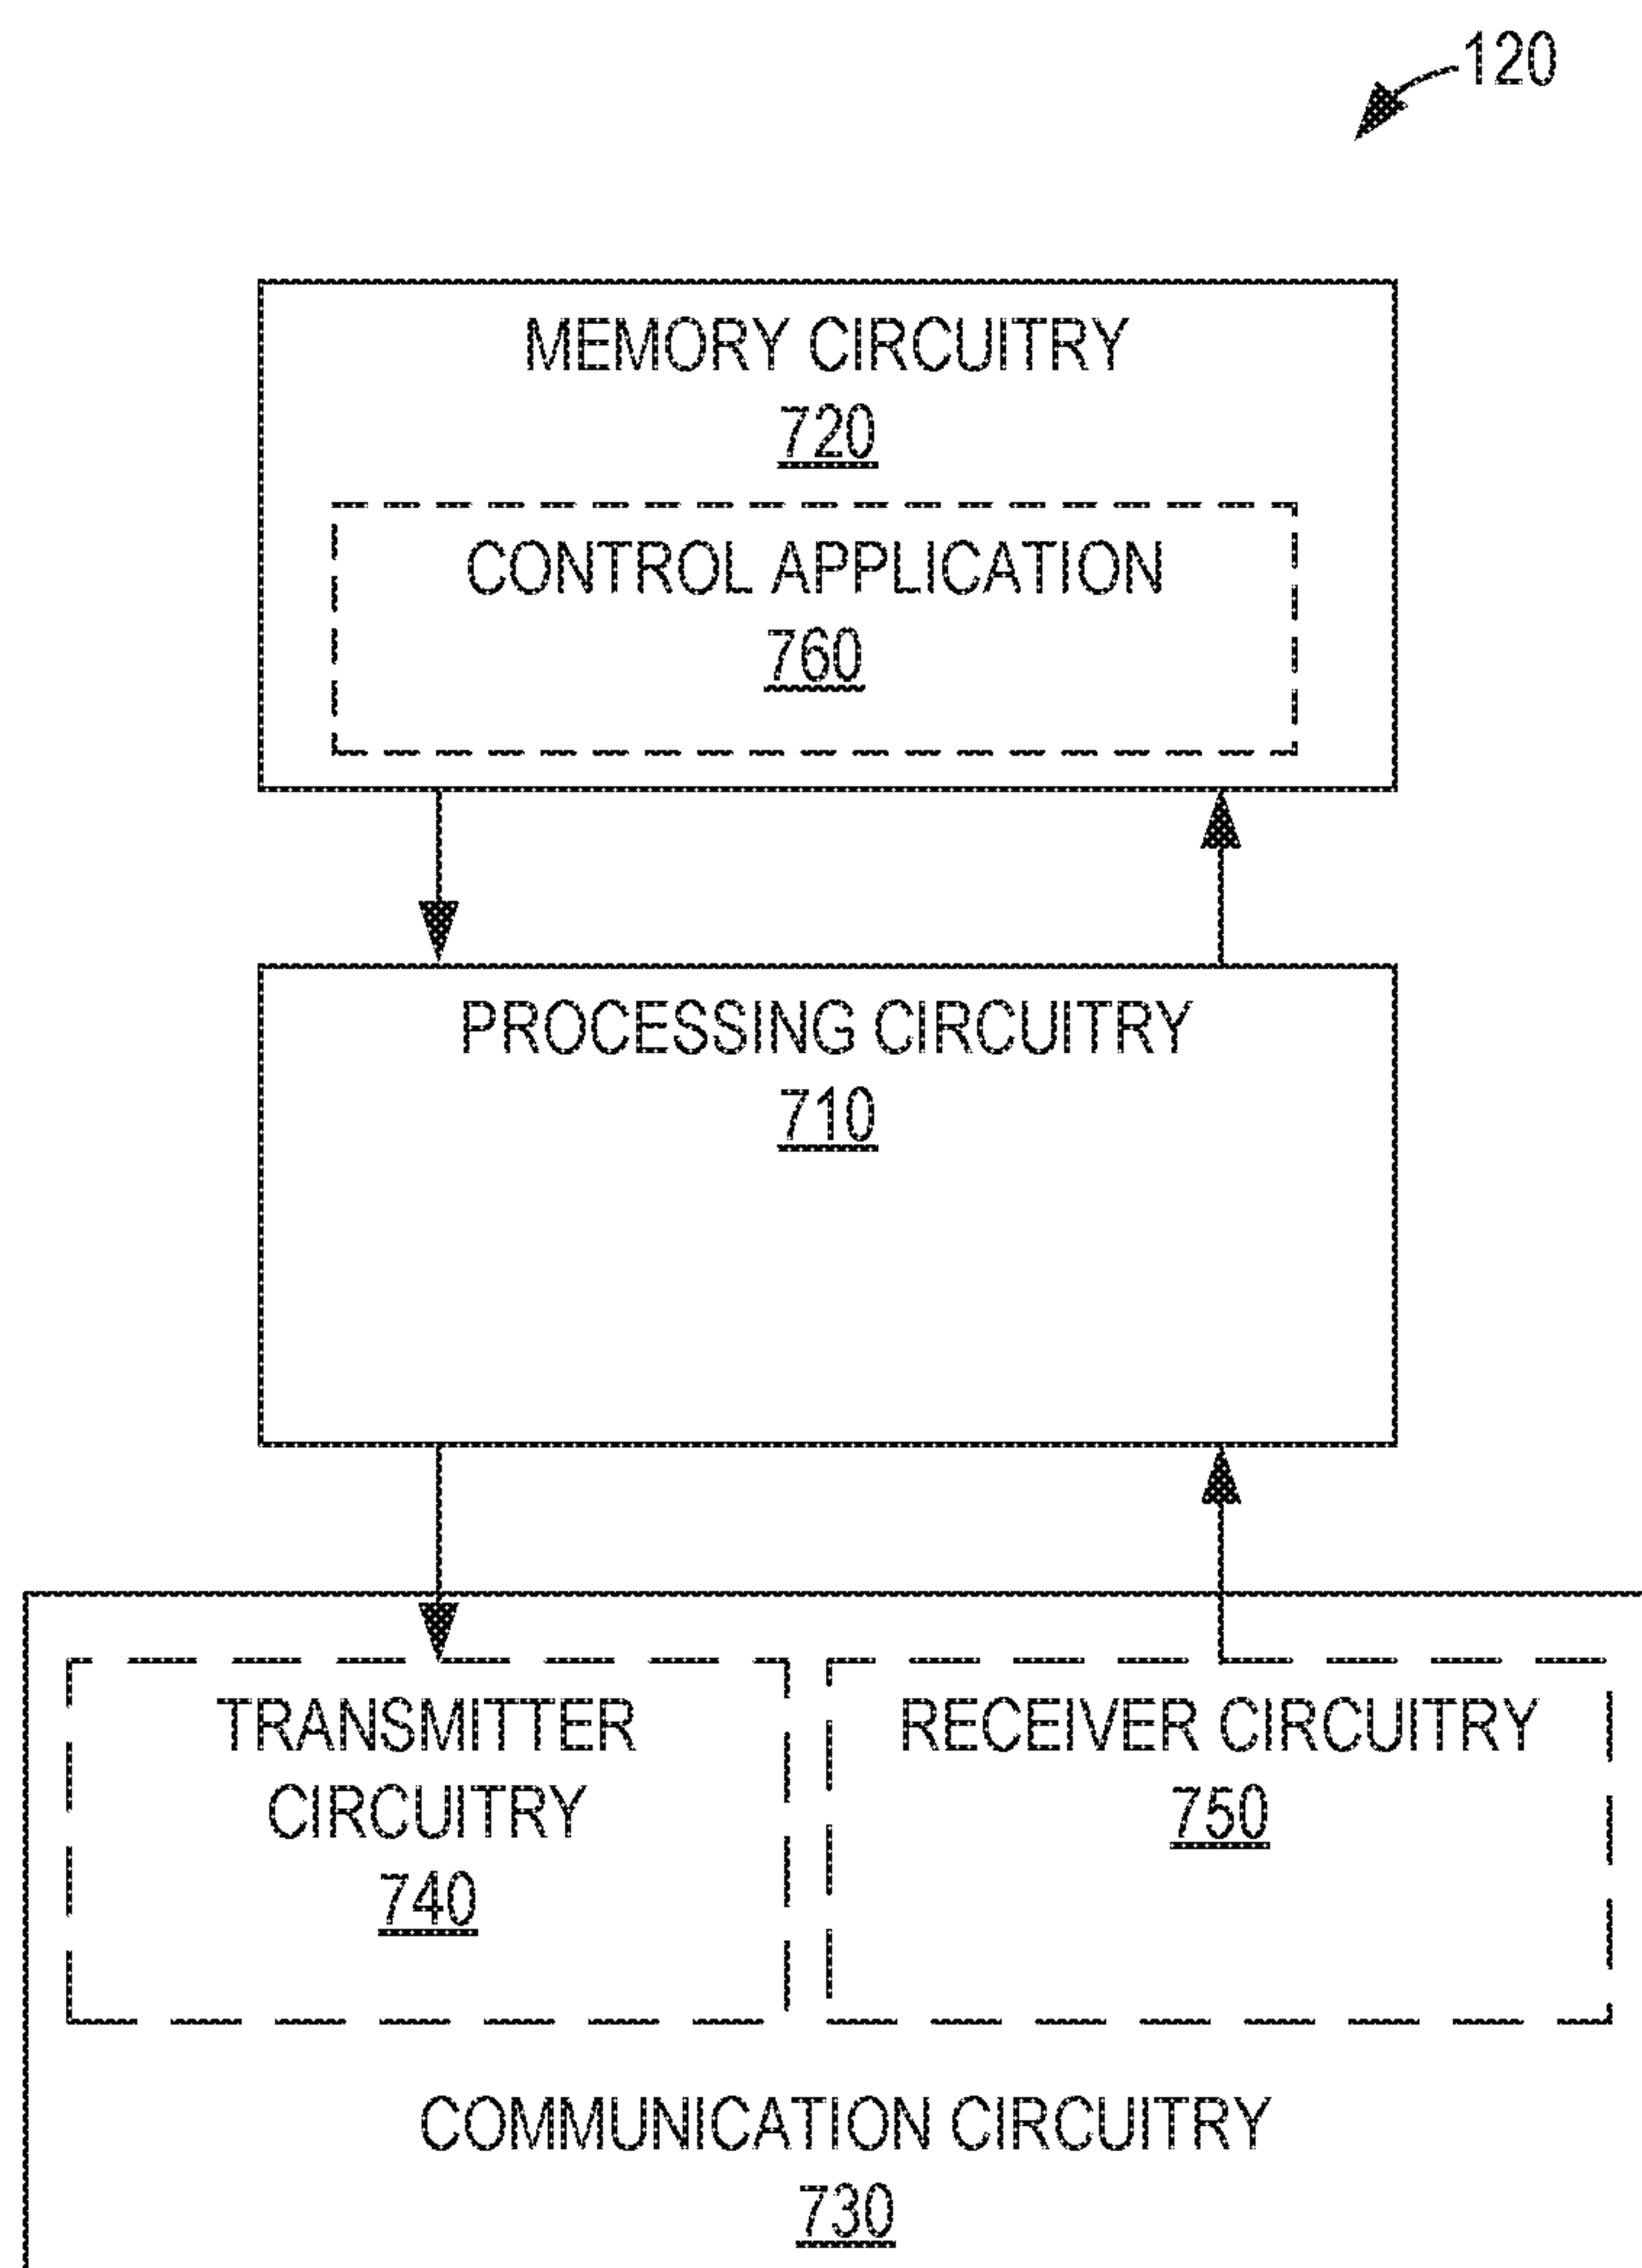 120
MEMORY CIRCUITRY
720
CONTROL APPLICATION
760
PROCESSING CIRCUITRY
710
TRANSMITTER
CIRCUITRY
740
RECEIVER CIRCUITRY
750
COMMUNICATION CIRCUITRY
730